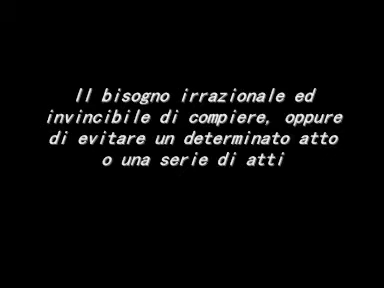 Il bisogno irrazionale ed
invincibile di compiere, oppure
di evitare un determinato atto
o una serie di atti